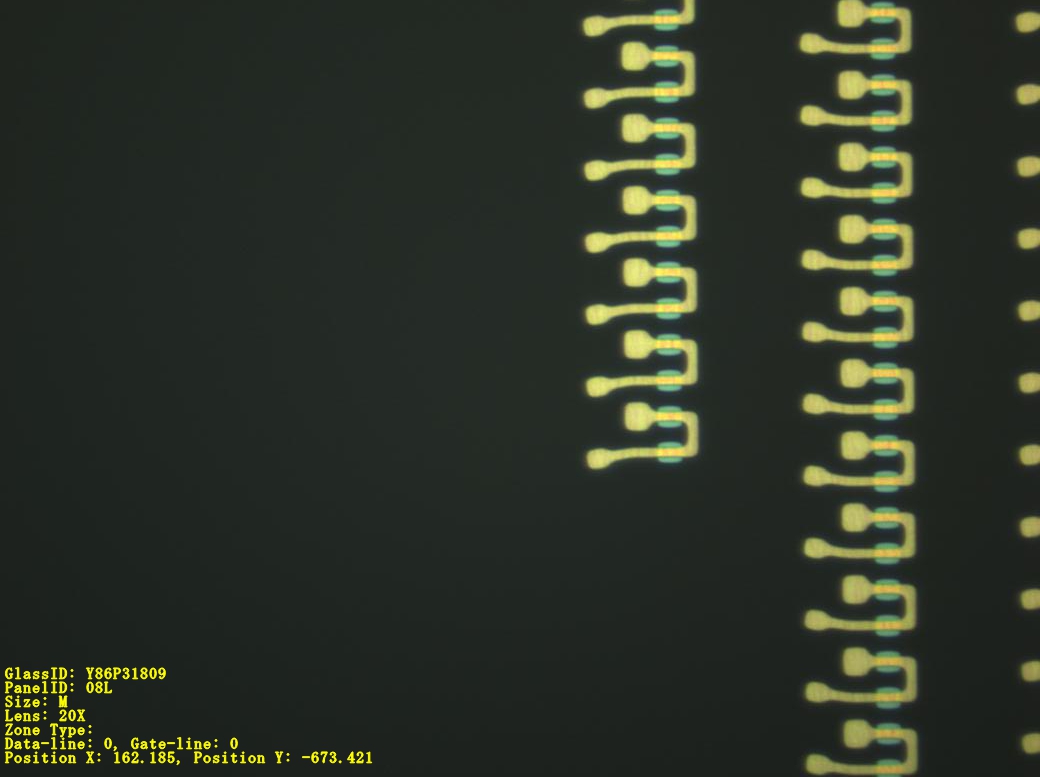 GlassID: Y86P31809
PanelID: 08L
Size: M
Lens: 20X
Zone Type:
Data-line: 0, Gate-line: 0
Position X: 162.185, Position Y: -673.421